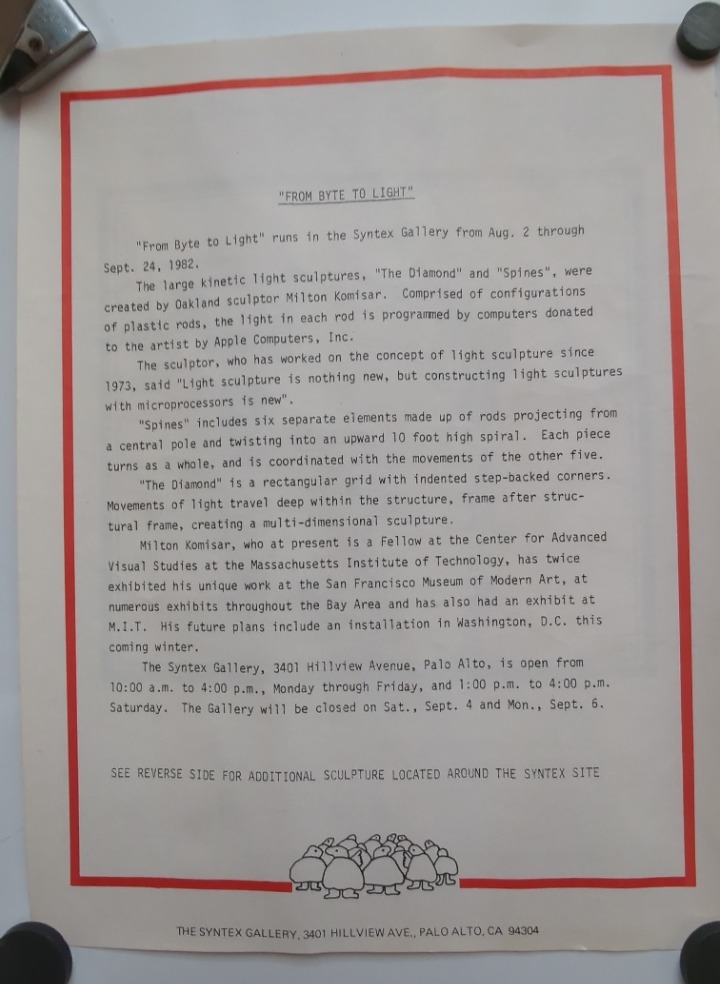 "FROM BYTE TO LIGHT"
"From Byte to Light" runs in the Syntex Gallery from Aug. 2 through
Sept. 24, 1982.
The large kinetic light sculptures, "The Diamond" and "Spines", were
created by Oakland sculptor Milton Komisar. Comprised of configurations
of plastic rods, the light in each rod is programmed by computers donated
to the artist by Apple Computers, Inc.
The sculptor, who has worked on the concept of light sculpture since
1973, said "Light sculpture is nothing new, but constructing light sculptures
with microprocessors is new".
"Spines" includes six separate elements made up of rods projecting from
a central pole and twisting into an upward 10 foot high spiral. Each piece
turns as a whole, and is coordinated with the movements of the other five.
"The Diamond" is a rectangular grid with indented step-backed corners.
Movements of light travel deep within the structure, frame after struc-
tural frame, creating a multi-dimensional sculpture.
Milton Komisar, who at present is a Fellow at the Center for Advanced
Visual Studies at the Massachusetts Institute of Technology, has twice
exhibited his unique work at the San Francisco Museum of Modern Art, at
numerous exhibits throughout the Bay Area and has also had an exhibit at
M.I.T. His future plans include an installation in Washington, D.C. this
coming winter.
The Syntex Gallery, 3401 Hillview Avenue, Palo Alto, is open from
10:00 a.m. to 4:00 p.m., Monday through Friday, and 1:00 p.m. to 4:00 p.m.
Saturday. The Gallery will be closed on Sat., Sept. 4 and Mon., Sept. 6.
SEE REVERSE SIDE FOR ADDITIONAL SCULPTURE LOCATED AROUND THE SYNTEX SITE
THE SYNTEX GALLERY, 3401 HILLVIEW AVE., PALO ALTO, CA 94304